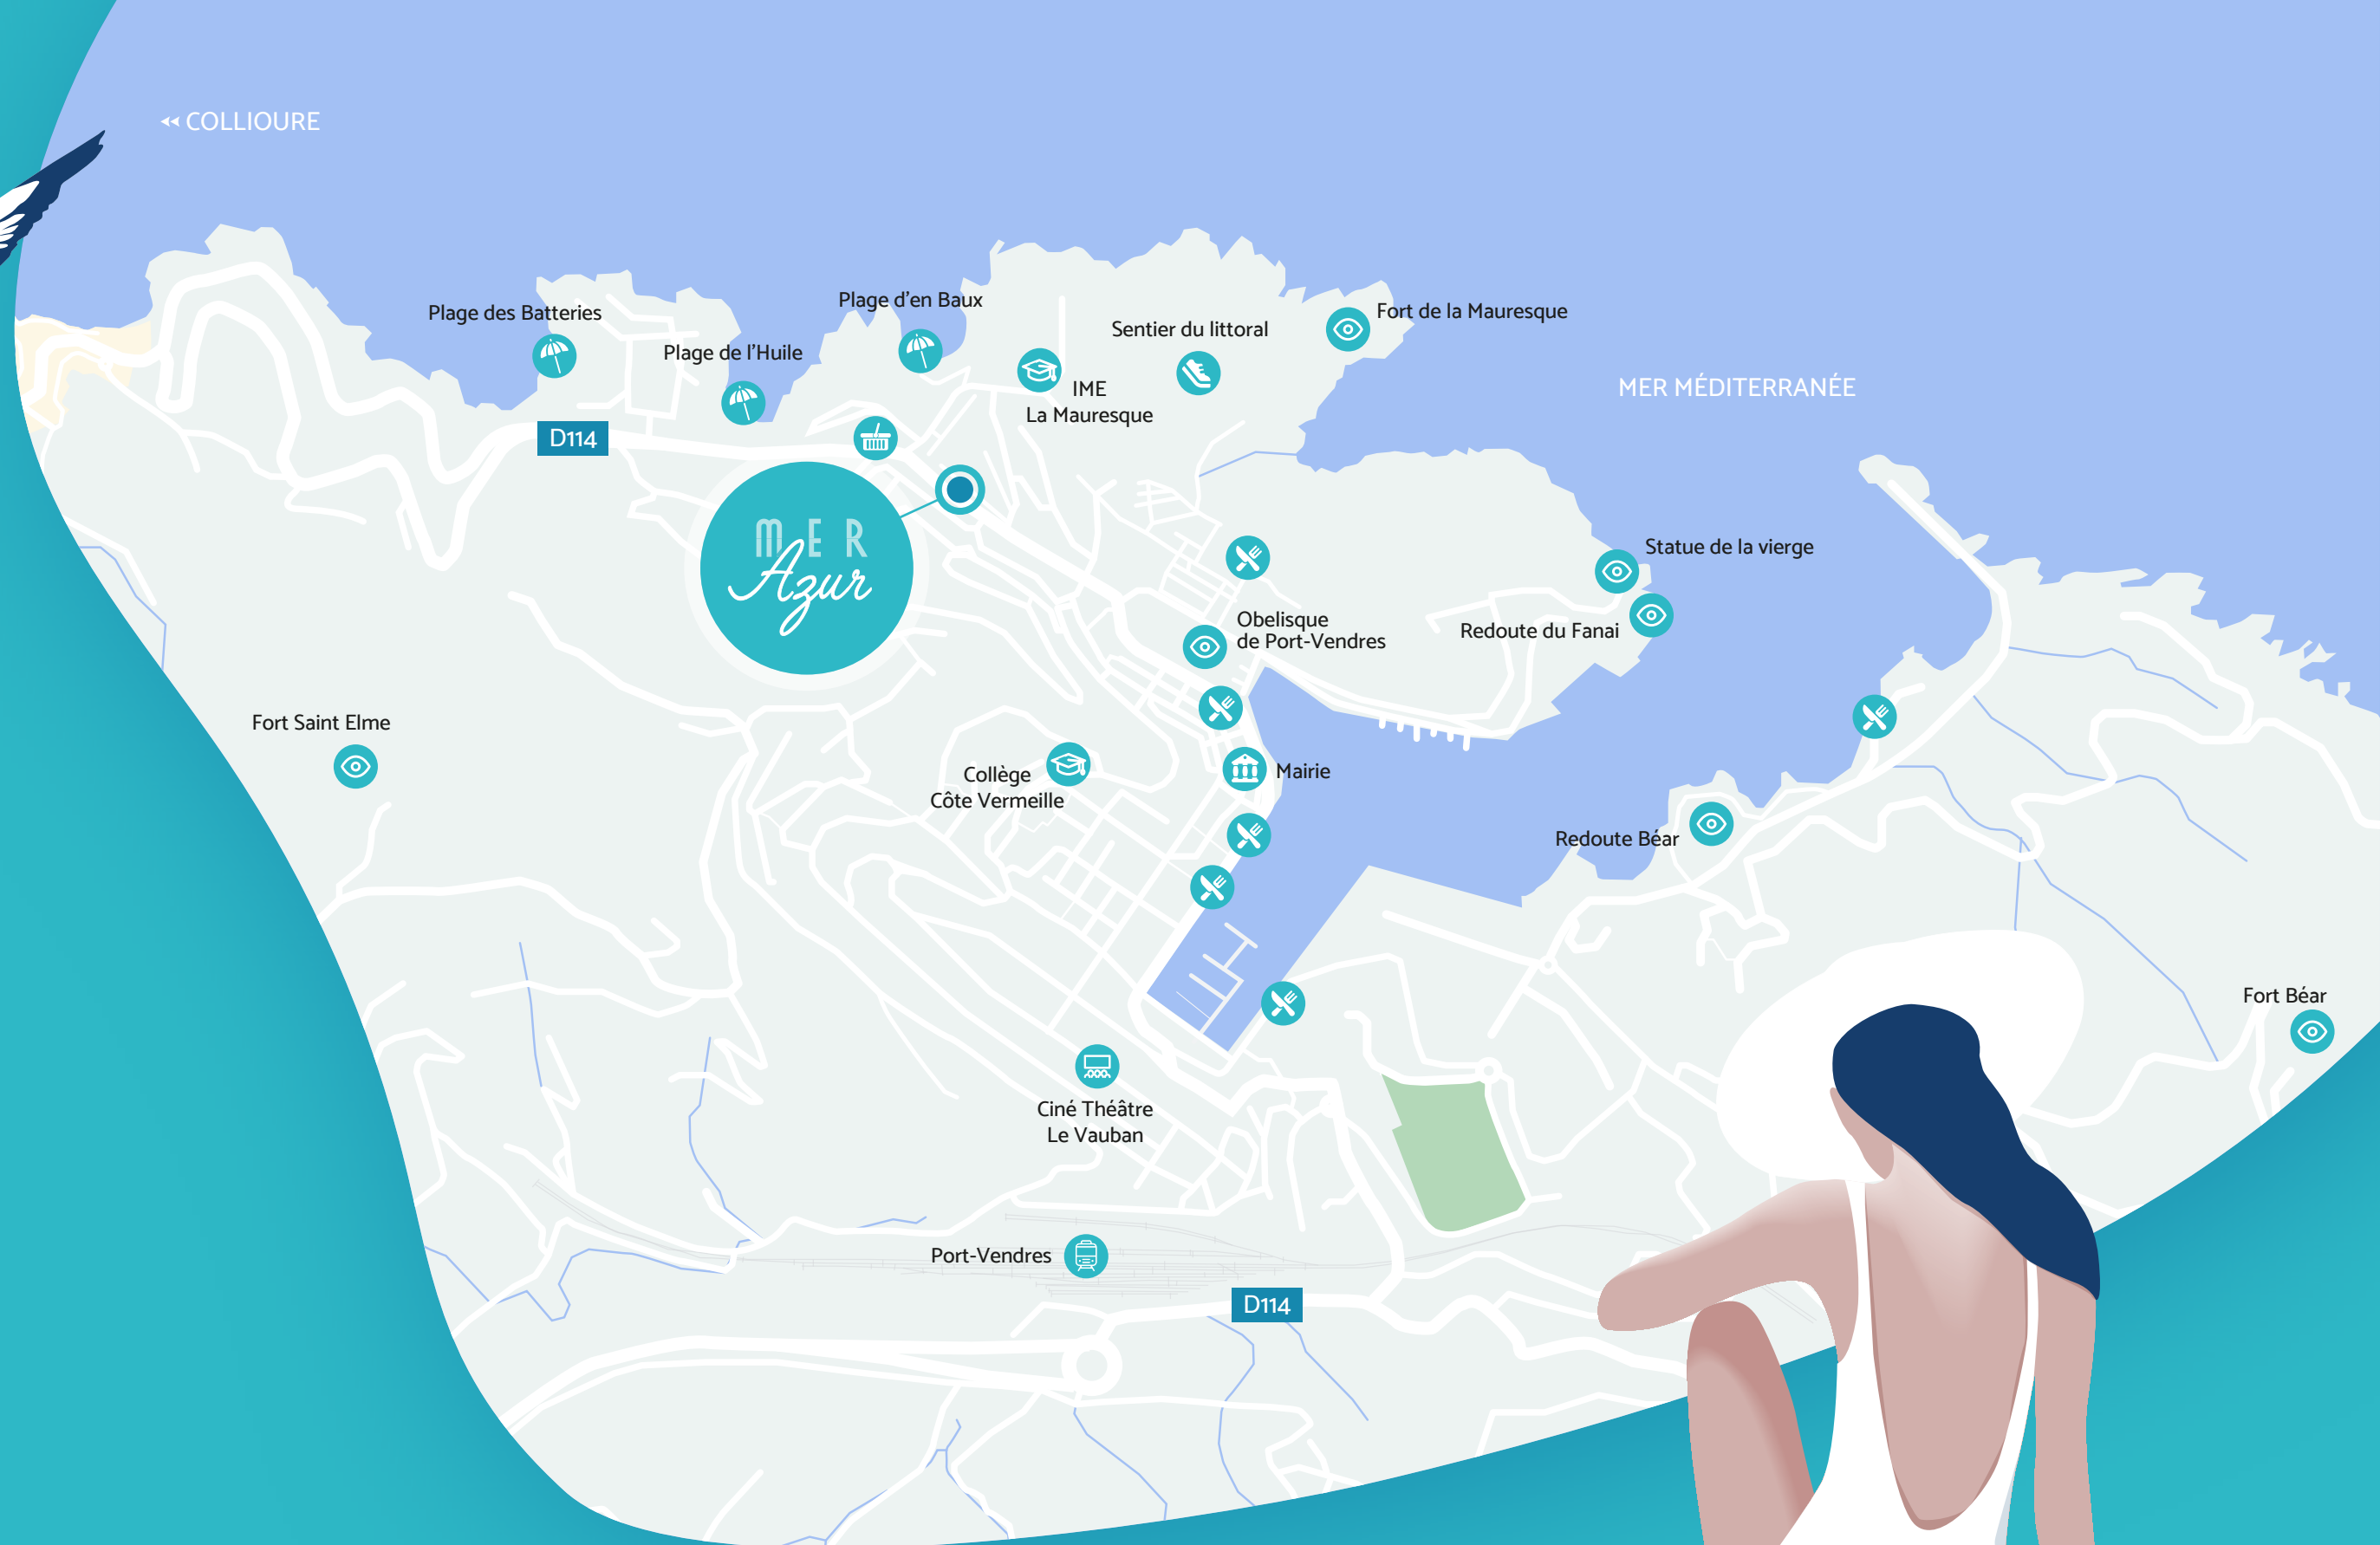 COLLIOURE
Plage des Batteries
Plage d'en Baux
Fort de la Mauresque
Sentier du littoral
Plage de l'Huile
IME
La Mauresque
MER MÉDITERRANÉE
D114
MER
Azur
Statue de la vierge
Obelisque
de Port-Vendres
Redoute du Fanai
Fort Saint Elme
Collège
Côte Vermeille
Mairie
Redoute Béar
Fort Béar
Ciné Théâtre
Le Vauban
Port-Vendres
D114